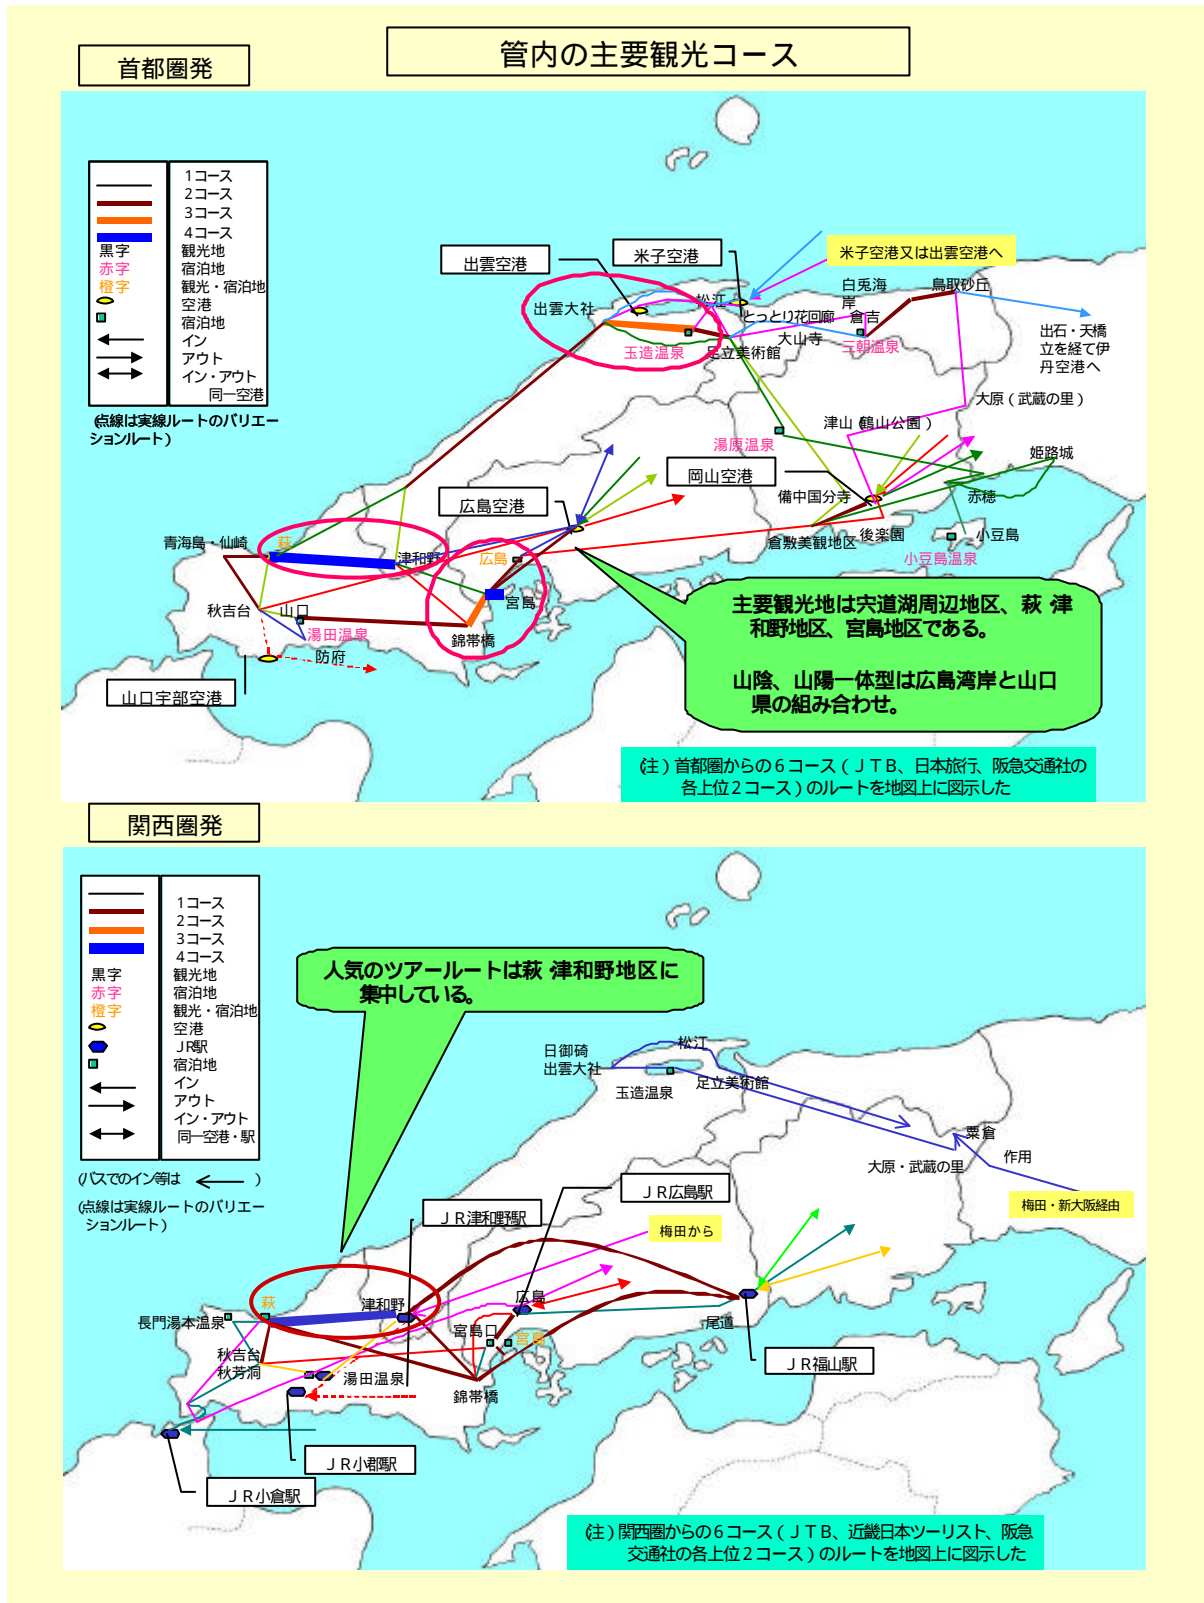 管内の主要観光コース
首都圏発
1コース
2コース
3コース
4コース
黒字 観光地
赤字 宿泊地
橙字 観光・宿泊地
空港
宿泊地
イン
アウト
イン・アウト
同一空港
(点線は実線ルートのバリエー
ションルート)
出雲空港
米子空港
米子空港又は出雲空港へ
出雲大社
松江
白兎海
岸
鳥取砂丘
とっとり花回廊
倉吉
玉造温泉
足立美術館
大山寺
三朝温泉
出石・天橋
立を経て伊
丹空港へ
大原(武蔵の里)
津山(鶴山公園)
湯原温泉
姫路城
岡山空港
備中国分寺
赤穂
広島空港
倉敷美観地区
後楽園
小豆島
小豆島温泉
青海島・仙崎
萩
津和野
広島
宮島
秋吉台
山口
湯田温泉
錦帯橋
防府
山口宇部空港
主要観光地は宍道湖周辺地区、萩・津
和野地区、宮島地区である。
山陰、山陽一体型は広島湾岸と山口
県の組み合わせ。
(注)首都圏からの6コース(JTB、日本旅行、阪急交通社の
各上位2コース)のルートを地図上に図示した
関西圏発
1コース
2コース
3コース
4コース
黒字 観光地
赤字 宿泊地
橙字 観光・宿泊地
空港
JR駅
宿泊地
イン
アウト
イン・アウト
同一空港・駅
(バスでのイン等は )
(点線は実線ルートのバリエー
ションルート)
人気のツアールートは萩・津和野地区に
集中している。
日御碕
出雲大社
松江
玉造温泉
足立美術館
粟倉
作用
大原・武蔵の里
梅田・新大阪経由
JR広島駅
JR津和野駅
梅田から
萩
津和野
広島
長門湯本温泉
宮島口
宮島
尾道
秋吉台
秋芳洞
湯田温泉
錦帯橋
JR福山駅
JR小郡駅
JR小倉駅
(注)関西圏からの6コース(JTB、近畿日本ツーリスト、阪急
交通社の各上位2コース)のルートを地図上に図示した